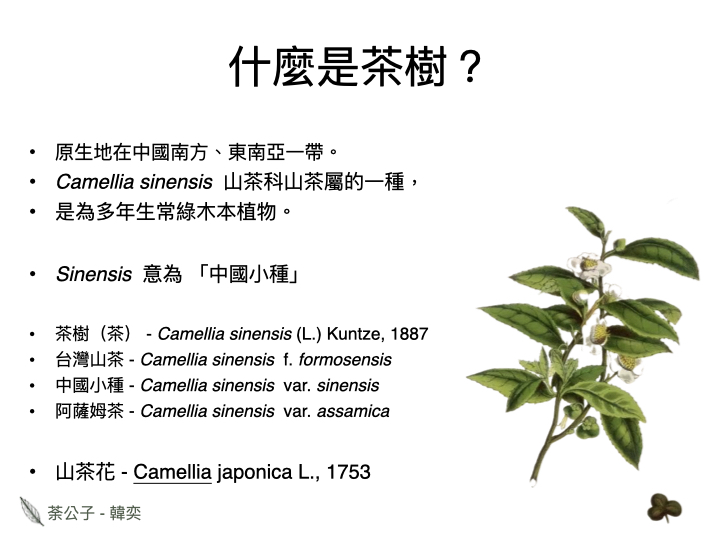 什麼是茶樹？
• 原生地在中國南方、東南亞一帶。
• Camellia sinensis 山茶科山茶屬的一種，
• 是為多年生常綠木本植物。
• Sinensis 意為 「中國小種」
• 茶樹（茶） - Camellia sinensis (L.) Kuntze, 1887
• 台灣山茶 - Camellia sinensis f. formosensis
• 中國小種 - Camellia sinensis var. sinensis
• 阿薩姆茶 - Camellia sinensis var. assamica
• 山茶花 - Camellia japonica L., 1753
茶公子 - 韓奕